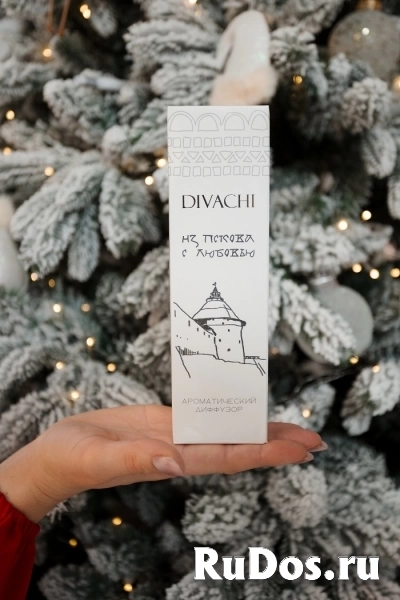 DIVACHI
ИЗ ПСКОВА
С ЛЮБОВЬЮ
АРОМАТИЧЕСКИЙ
ДИФФУЗОР
RuDos.ru